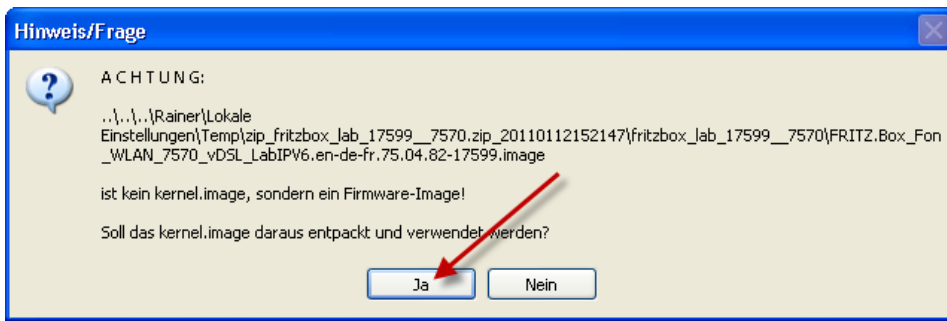 Hinweis/Frage
A C H T U N G:
..\..\..\Rainer\Lokale
Einstellungen\Temp\zip_fritzbox_lab_17599__7570.zip_20110112152147\fritzbox_lab_17599__7570\FRITZ.Box_Fon
_WLAN_7570_vDSL_LabIPV6.en-de-fr.75.04.82-17599.image
ist kein kernel.image, sondern ein Firmware-Image!
Soll das kernel.image daraus entpackt und verwendet werden?
Ja
Nein